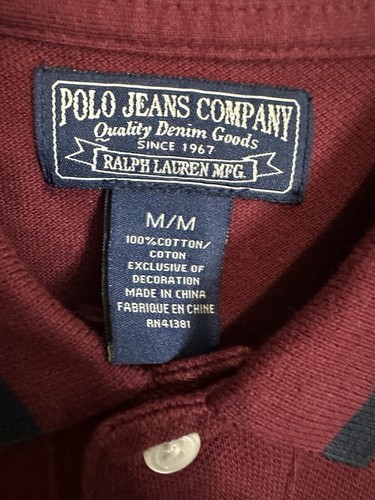 POLO JEANS COMPANY
Quality Denim Goods
SINCE 1967
RALPH LAUREN MFG.
M/M
100%COTTON/
COTON
EXCLUSIVE OF
DECORATION
MADE IN CHINA
FABRIQUE EN CHINE
RN41381